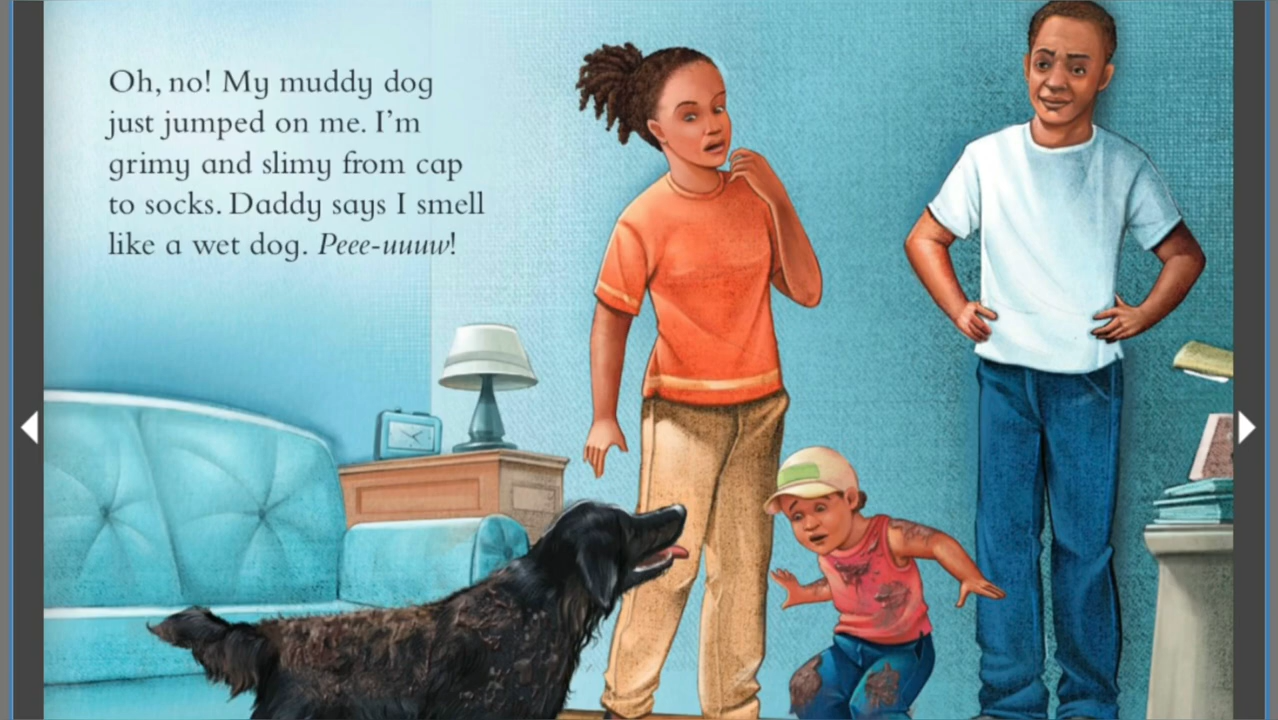 Oh, no! My muddy dog
just jumped on me. I’m
grimy and slimy from cap
to socks. Daddy says I smell
like a wet dog. Peee-uuuw!